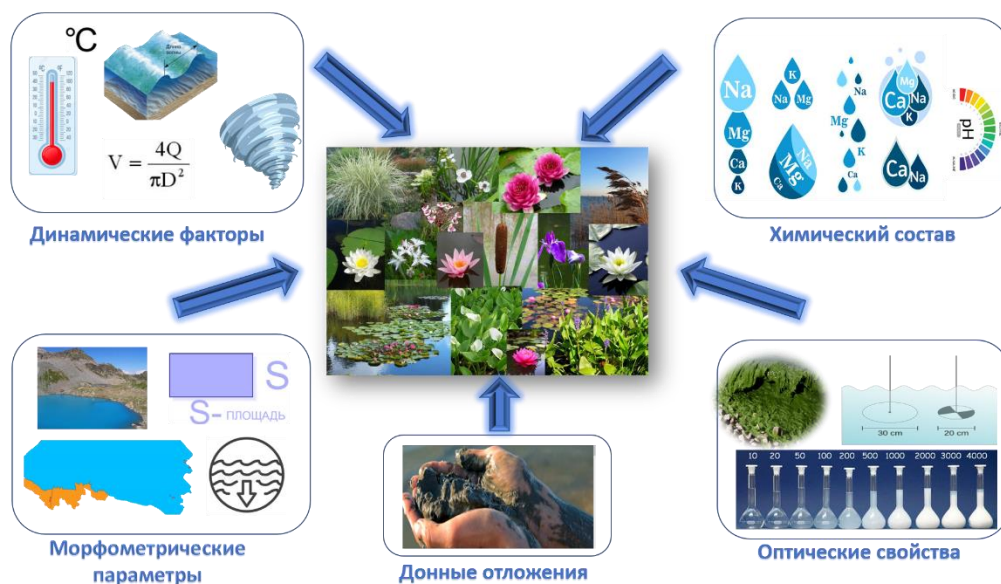 °C
V = 4Q / πD²
Динамические факторы
Na
Mg
Ca
K
K
Na
Mg
Na
Mg
Ca
Na
Mg
Ca
Mg
Ca
Na
K
Ca
Na
pH
Химический состав
S
S- ПЛОЩАДЬ
Морфометрические
параметры
Донные отложения
30 cm
20 cm
10 20 50 100 200 500 1000 2000 3000 4000
Оптические свойства